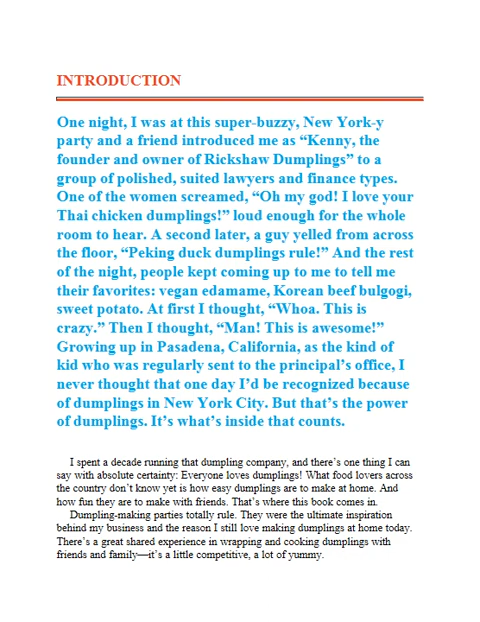 INTRODUCTION
One night, I was at this super-buzzy, New York-y
party and a friend introduced me as “Kenny, the
founder and owner of Rickshaw Dumplings” to a
group of polished, suited lawyers and finance types.
One of the women screamed, “Oh my god! I love your
Thai chicken dumplings!” loud enough for the whole
room to hear. A second later, a guy yelled from across
the floor, “Peking duck dumplings rule!” And the rest
of the night, people kept coming up to me to tell me
their favorites: vegan edamame, Korean beef bulgogi,
sweet potato. At first I thought, “Whoa. This is
crazy.” Then I thought, “Man! This is awesome!”
Growing up in Pasadena, California, as the kind of
kid who was regularly sent to the principal’s office, I
never thought that one day I’d be recognized because
of dumplings in New York City. But that’s the power
of dumplings. It’s what’s inside that counts.
I spent a decade running that dumpling company, and there’s one thing I can
say with absolute certainty: Everyone loves dumplings! What food lovers across
the country don’t know yet is how easy dumplings are to make at home. And
how fun they are to make with friends. That’s where this book comes in.
Dumpling-making parties totally rule. They were the ultimate inspiration
behind my business and the reason I still love making dumplings at home today.
There’s a great shared experience in wrapping and cooking dumplings with
friends and family—it’s a little competitive, a lot of yummy.